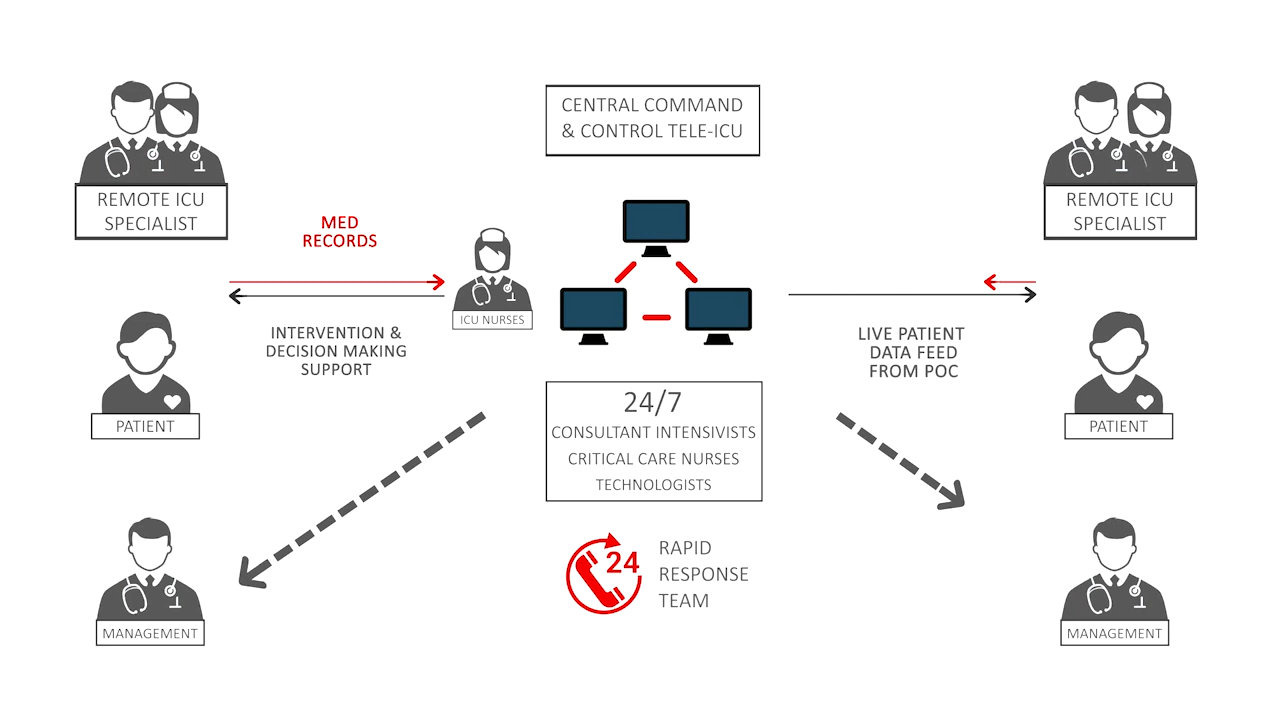 CENTRAL COMMAND
& CONTROL TELE-ICU
REMOTE ICU
SPECIALIST
REMOTE ICU
SPECIALIST
MED
RECORDS
ICU NURSES
INTERVENTION &
DECISION MAKING
SUPPORT
LIVE PATIENT
DATA FEED
FROM POC
PATIENT
24/7
CONSULTANT INTENSIVISTS
CRITICAL CARE NURSES
TECHNOLOGISTS
PATIENT
24
RAPID
RESPONSE
TEAM
MANAGEMENT
MANAGEMENT